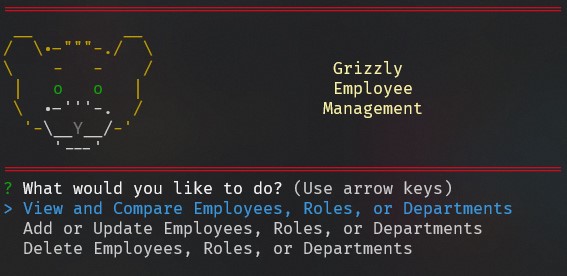 Grizzly
Employee
Management
? What would you like to do? (Use arrow keys)
> View and Compare Employees, Roles, or Departments
Add or Update Employees, Roles, or Departments
Delete Employees, Roles, or Departments